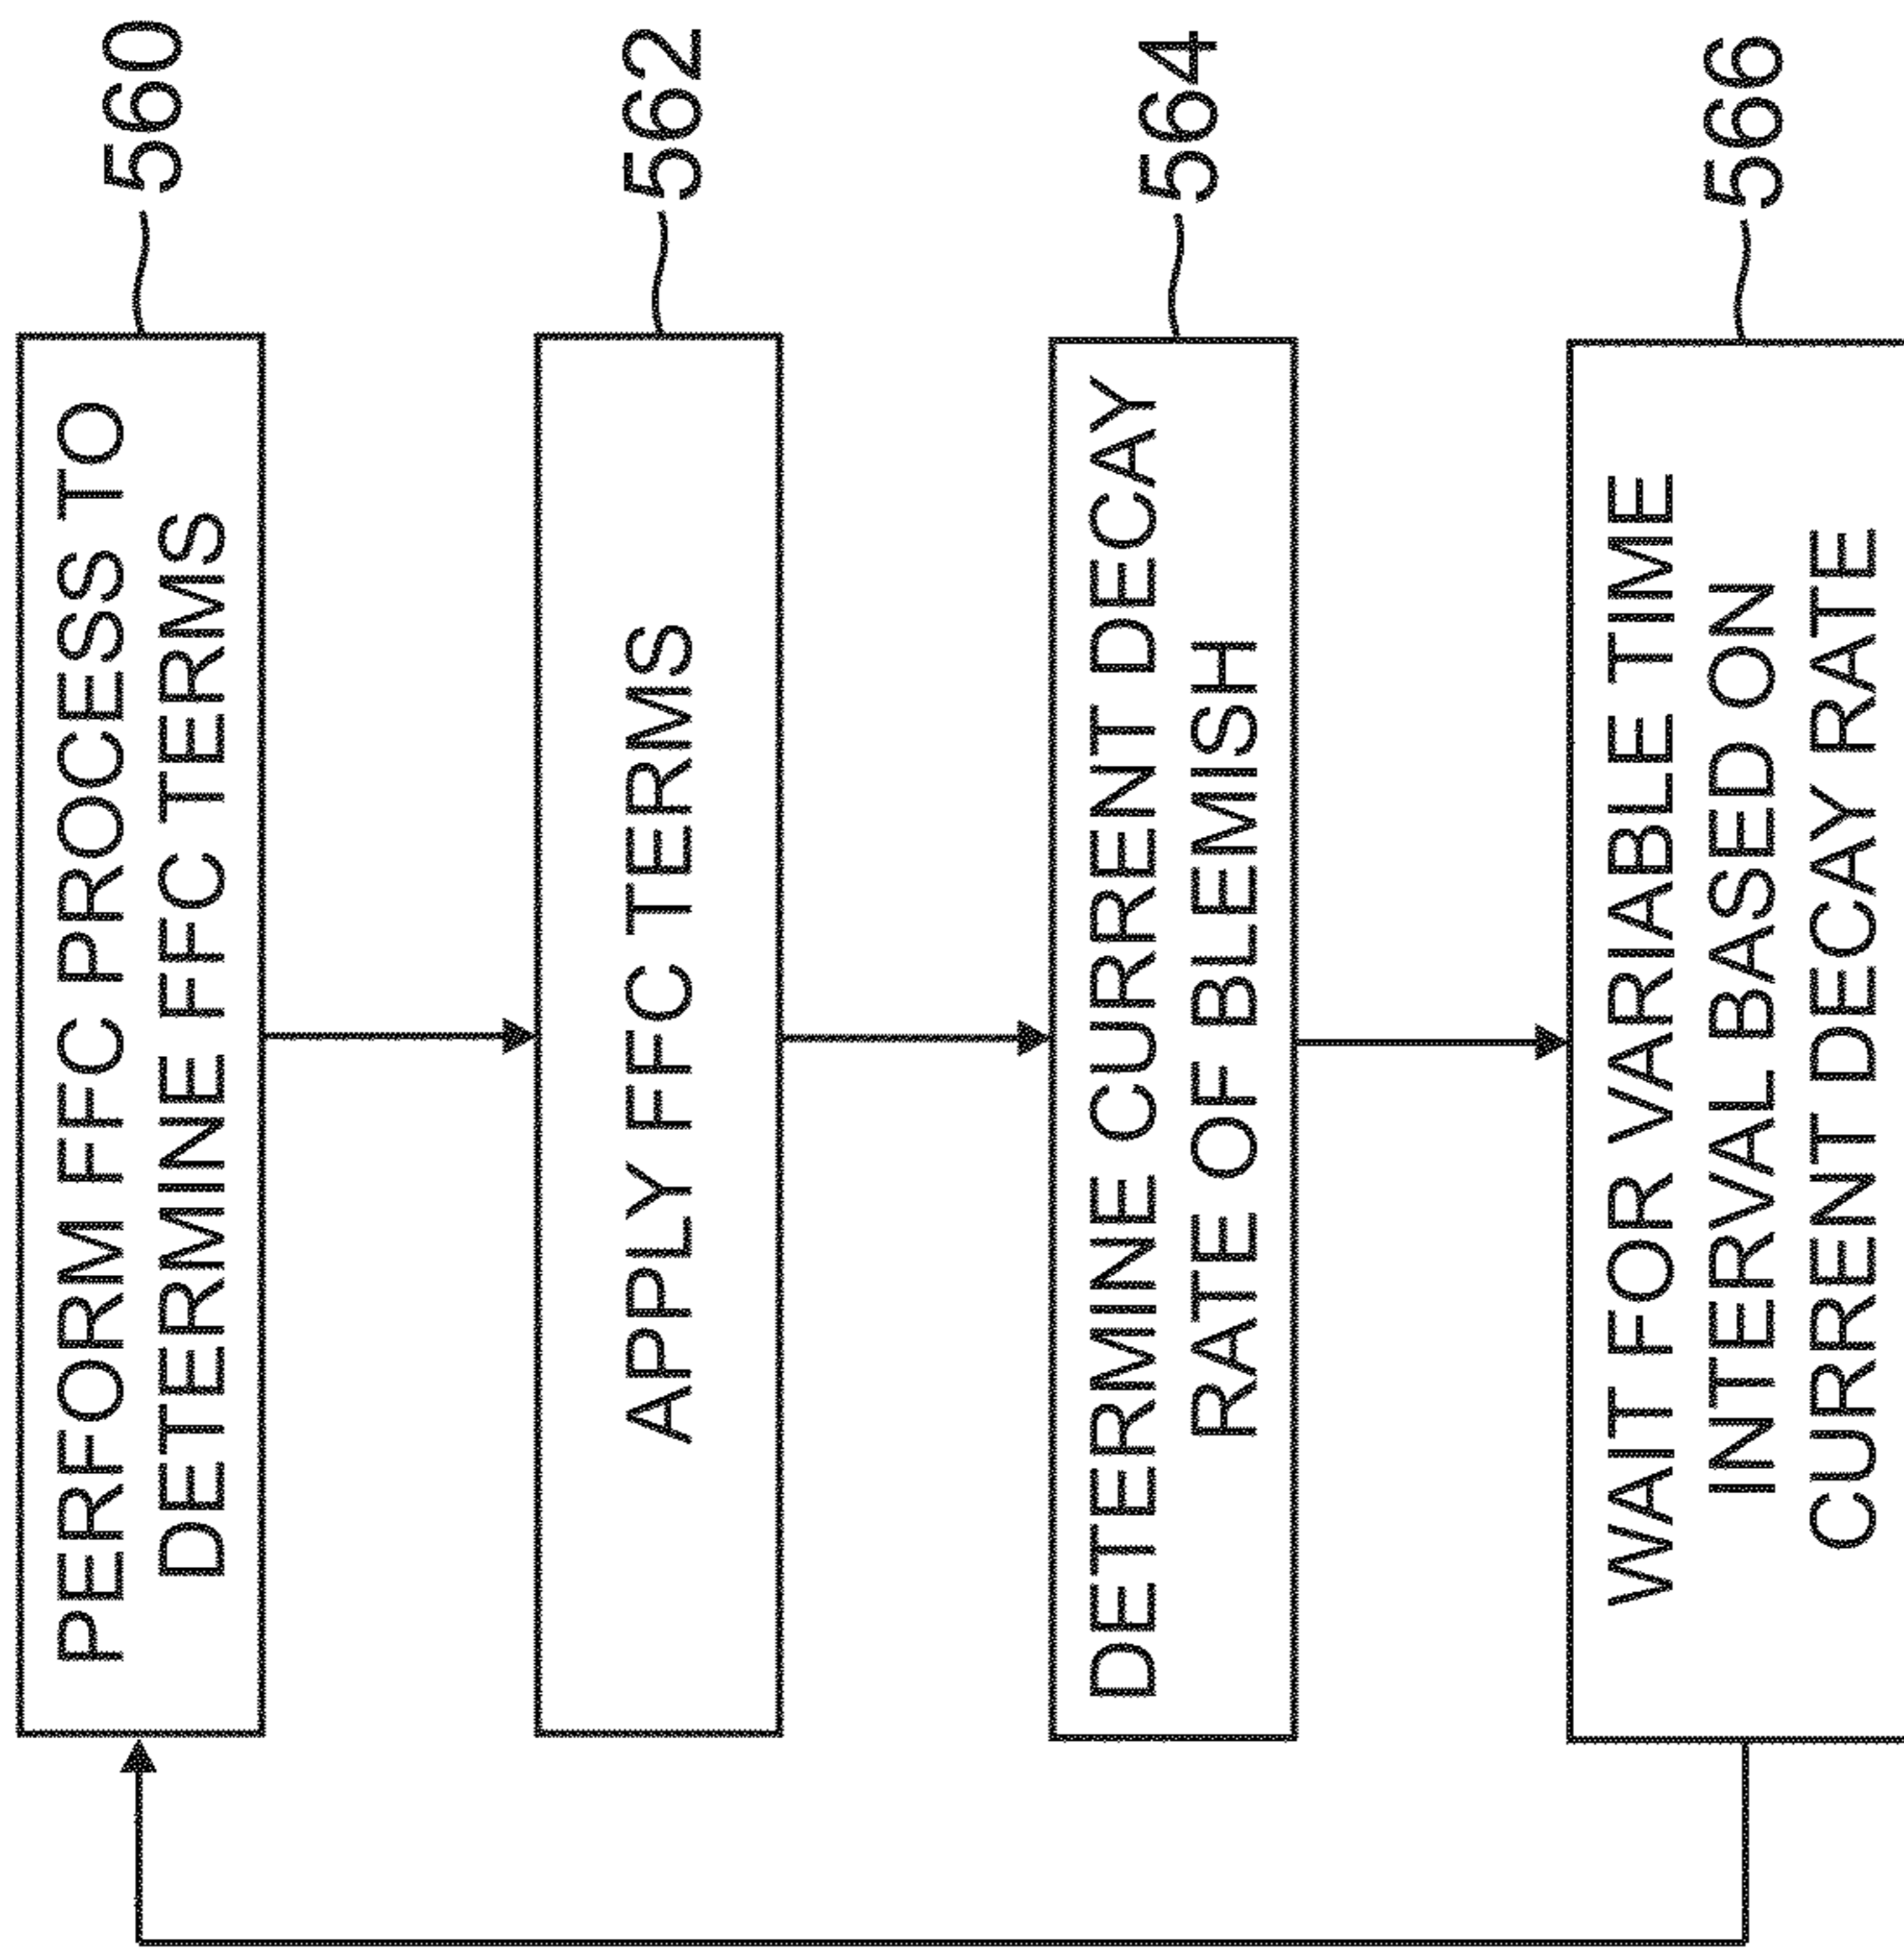 PERFORM FFC PROCESS TO
DETERMINE FFC TERMS
560
APPLY FFC TERMS
562
DETERMINE CURRENT DECAY
RATE OF BLEMISH
564
WAIT FOR VARIABLE TIME
INTERVAL BASED ON
CURRENT DECAY RATE
566